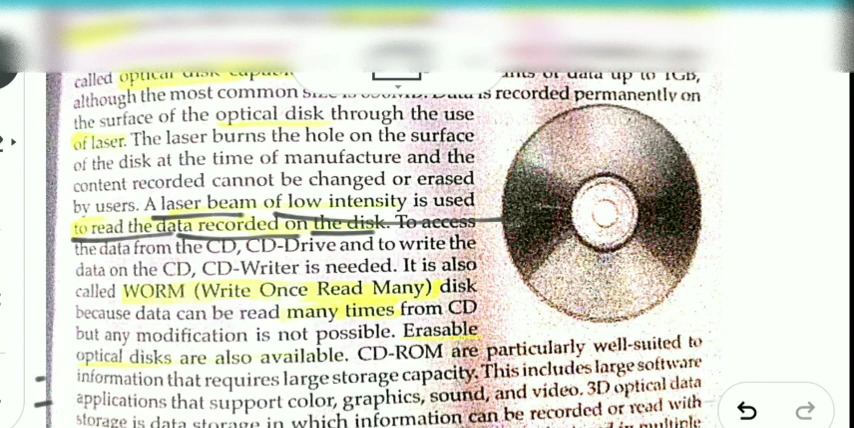 called optical disk
up to 1GB,
although the most common is recorded permanently on
the surface of the optical disk through the use
of laser. The laser burns the hole on the surface
of the disk at the time of manufacture and the
content recorded cannot be changed or erased
by users. A laser beam of low intensity is used
to read the data recorded on the disk. To access
the data from the CD, CD-Drive and to write the
data on the CD, CD-Writer is needed. It is also
called WORM (Write Once Read Many) disk
because data can be read many times from CD
but any modification is not possible. Erasable
optical disks are also available. CD-ROM are particularly well-suited to
information that requires large storage capacity. This includes large software
applications that support color, graphics, sound, and video. 3D optical data
storage is data storage in which information can be recorded or read with
multiple